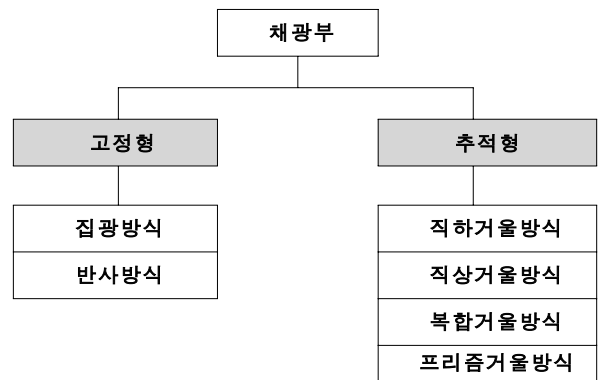 채광부
고정형
추적형
집광방식
반사방식
직하거울방식
직상거울방식
복합거울방식
프리즘거울방식